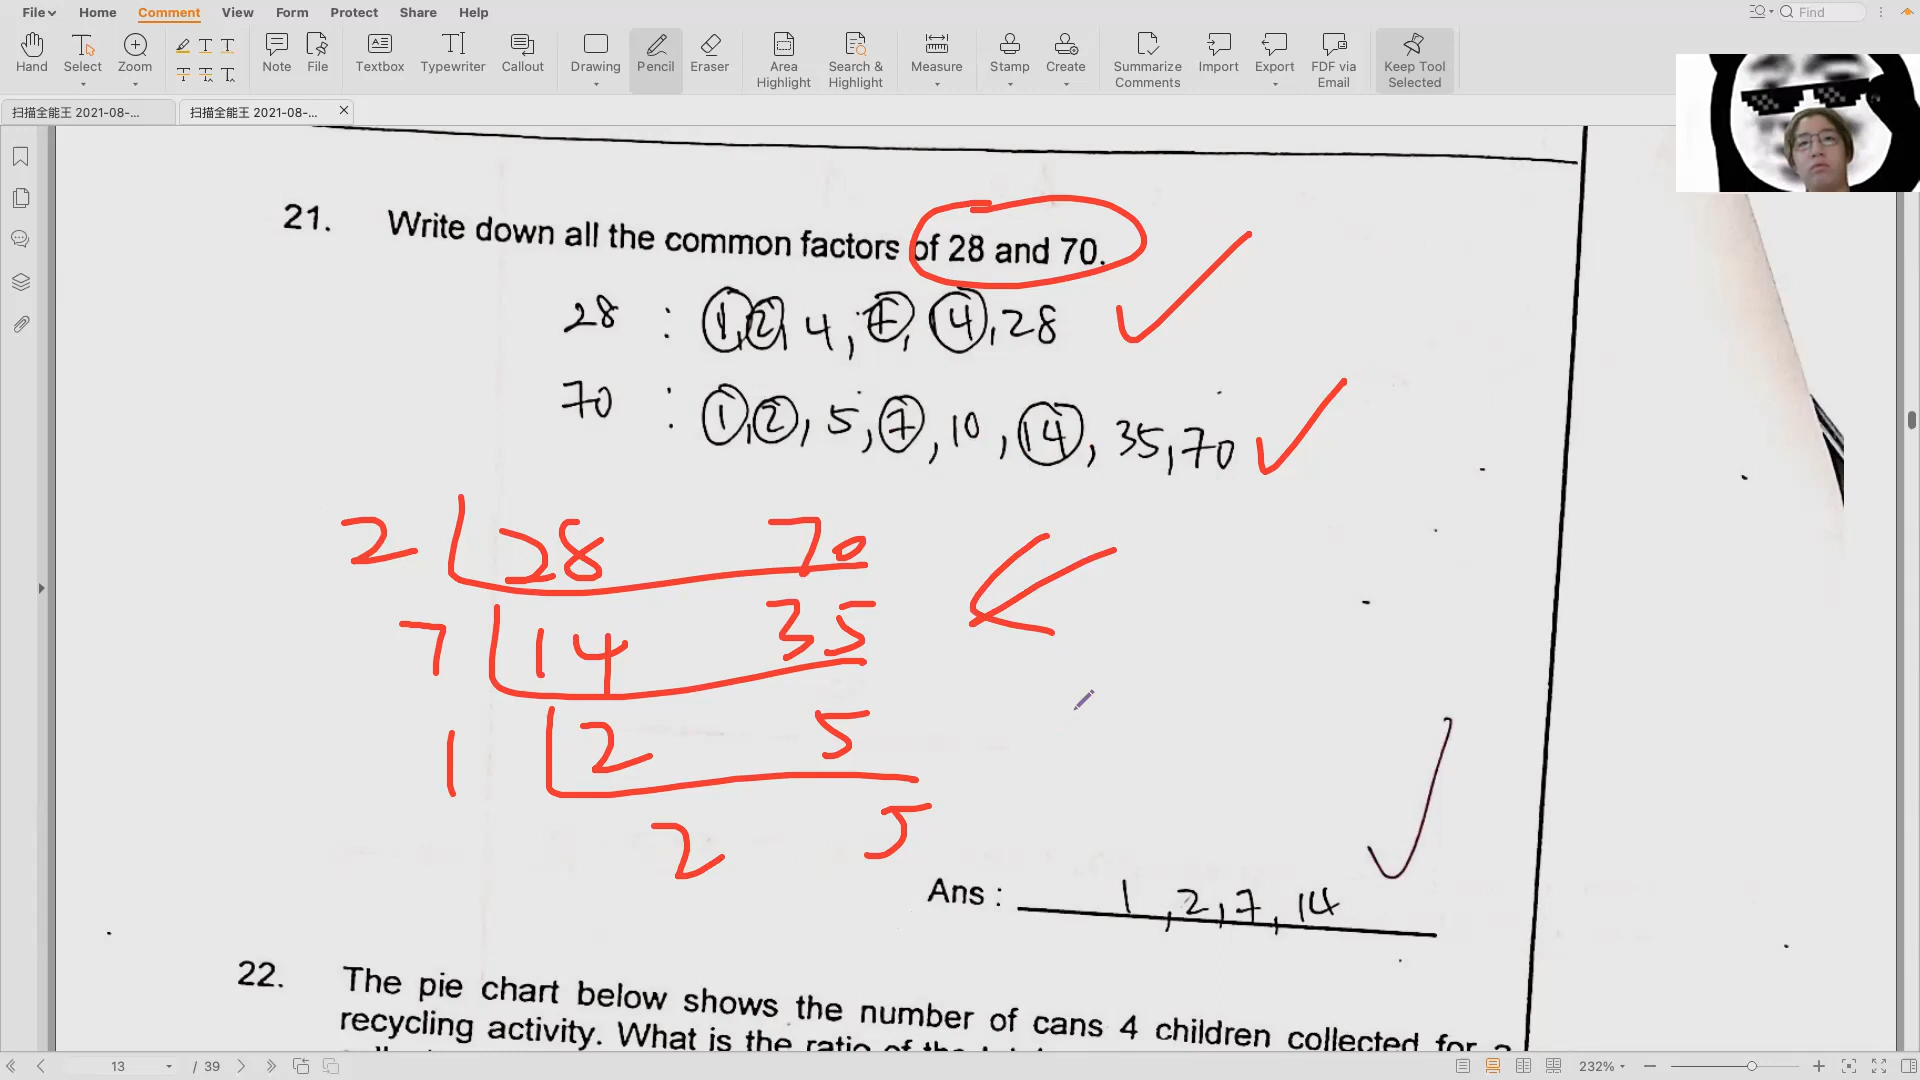 File Home Comment View Form Protect Share Help Find
Hand Select Zoom Note File Textbox Typewriter Callout Drawing Pencil Eraser Area Highlight Search & Highlight Measure Stamp Create Summarize Comments Import Export FDF via Email Keep Tool Selected
扫描全能王 2021-08-... 扫描全能王 2021-08-...
21. Write down all the common factors of 28 and 70.
28 : 1, 2, 4, 7, 14, 28
70 : 1, 2, 5, 7, 10, 14, 35, 70
2 28 70
7 14 35
1 2 5
2 5
Ans : 1, 2, 7, 14
22. The pie chart below shows the number of cans 4 children collected for a
recycling activity. What is the ratio of the
13 / 39 232%